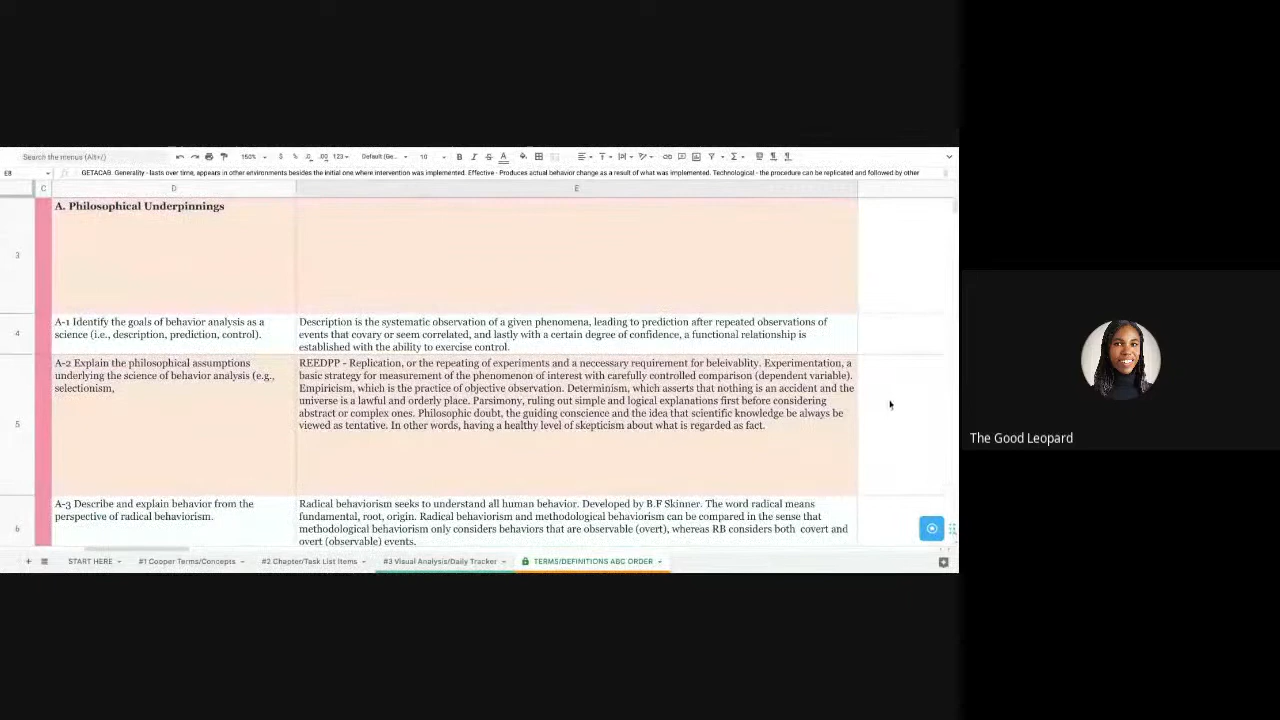 Search the menus (Alt+/)
150%
$ % .0 .00 123
Default (Ge...
10
B I S A
E8
fx
GETACAB. Generality - lasts over time, appears in other environments besides the initial one where intervention was implemented. Effective - Produces actual behavior change as a result of what was implemented. Technological - the procedure can be replicated and followed by other
C D E
3
A. Philosophical Underpinnings
4
A-1 Identify the goals of behavior analysis as a
science (i.e., description, prediction, control).
Description is the systematic observation of a given phenomena, leading to prediction after repeated observations of
events that covary or seem correlated, and lastly with a certain degree of confidence, a functional relationship is
established with the ability to exercise control.
5
A-2 Explain the philosophical assumptions
underlying the science of behavior analysis (e.g.,
selectionism,
REEDPP - Replication, or the repeating of experiments and a neccessary requirement for beleivablity. Experimentation, a
basic strategy for measurement of the phenomenon of interest with carefully controlled comparison (dependent variable).
Empiricism, which is the practice of objective observation. Determinism, which asserts that nothing is an accident and the
universe is a lawful and orderly place. Parsimony, ruling out simple and logical explanations first before considering
abstract or complex ones. Philosophic doubt, the guiding conscience and the idea that scientific knowledge be always be
viewed as tentative. In other words, having a healthy level of skepticism about what is regarded as fact.
6
A-3 Describe and explain behavior from the
perspective of radical behaviorism.
Radical behaviorism seeks to understand all human behavior. Developed by B.F Skinner. The word radical means
fundamental, root, origin. Radical behaviorism and methodological behaviorism can be compared in the sense that
methodological behaviorism only considers behaviors that are observable (overt), whereas RB considers both covert and
overt (observable) events.
START HERE
#1 Cooper Terms/Concepts
#2 Chapter/Task List Items
#3 Visual Analysis/Daily Tracker
TERMS/DEFINITIONS ABC ORDER
The Good Leopard